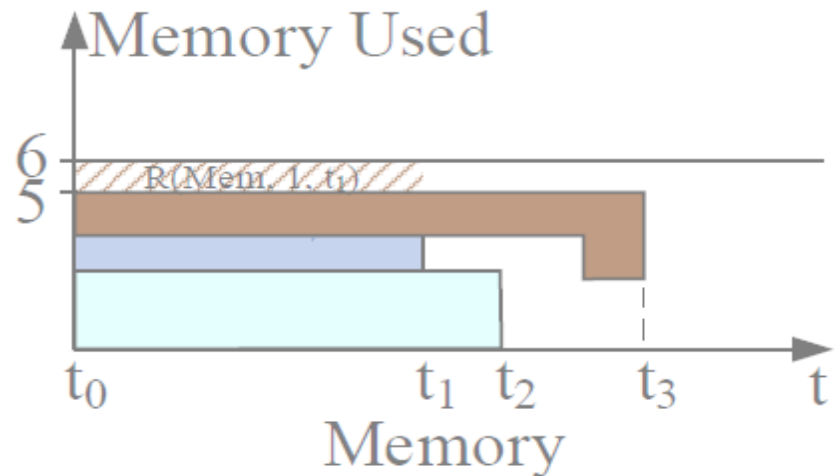 Memory Used
6
R(Mem, 1, t₁)
5
t₀ t₁ t₂ t₃ t
Memory